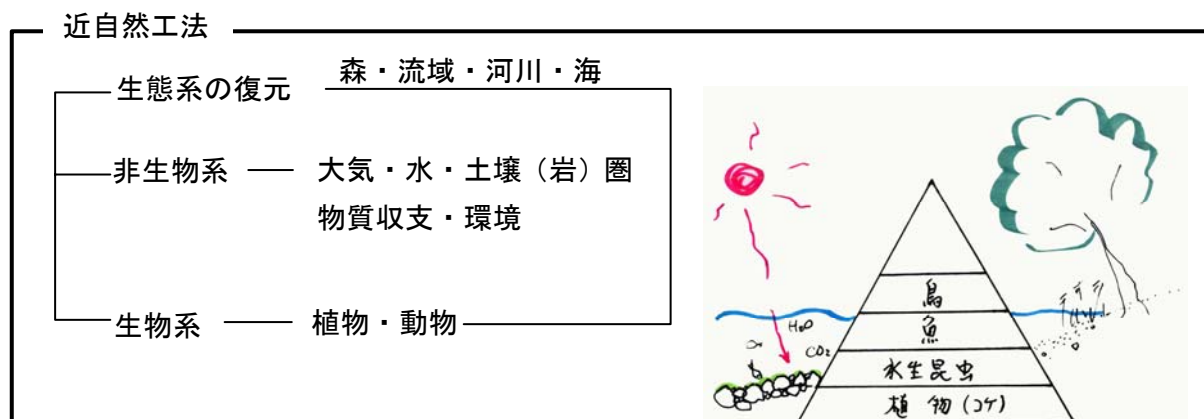 近自然工法
生態系の復元 森・流域・河川・海
非生物系 大気・水・土壌（岩）圏
物質収支・環境
生物系 植物・動物
鳥
魚
水生昆虫
植物(コケ)
H₂O
CO₂